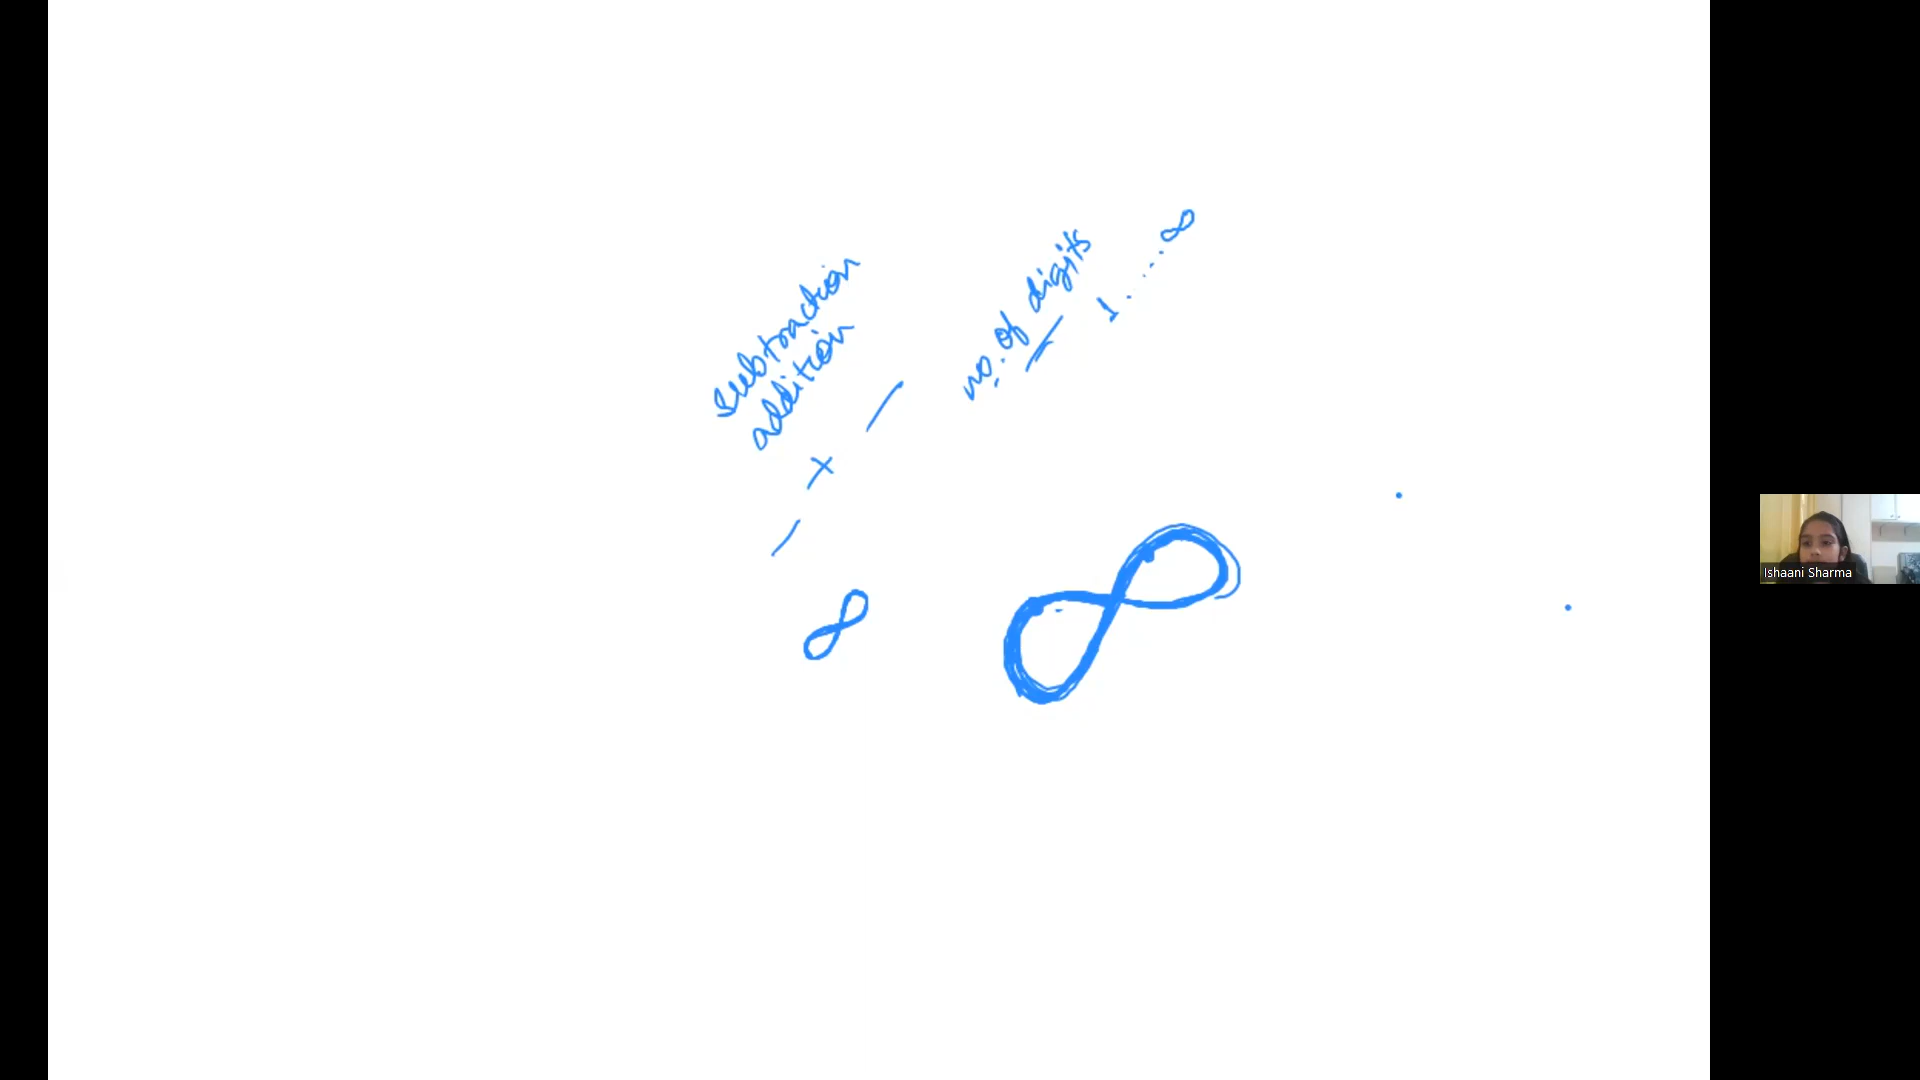 subtraction
addition
- + -
no. of digits
1 .... ∞
∞
∞
Ishaani Sharma